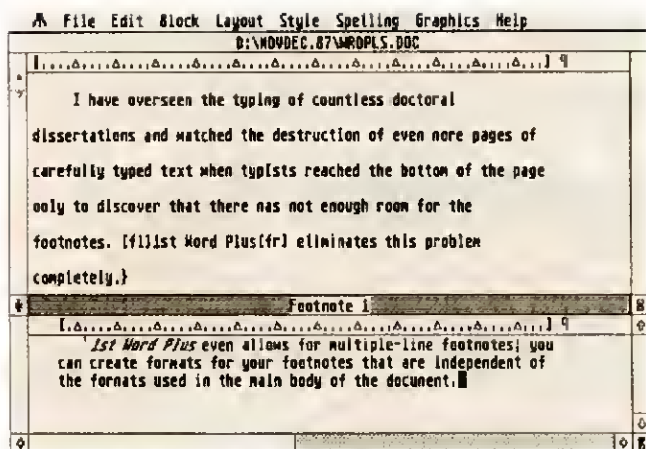 File Edit Block Layout Style Spelling Graphics Help
D:\NOVDEC.87\WRDPLS.DOC
I have overseen the typing of countless doctoral
dissertations and watched the destruction of even more pages of
carefully typed text when typists reached the bottom of the page
only to discover that there was not enough room for the
footnotes. [fi]1st Word Plus[fr] eliminates this problem
completely.}
Footnote 1
1st Word Plus even allows for multiple-line footnotes; you
can create formats for your footnotes that are independent of
the formats used in the main body of the document.